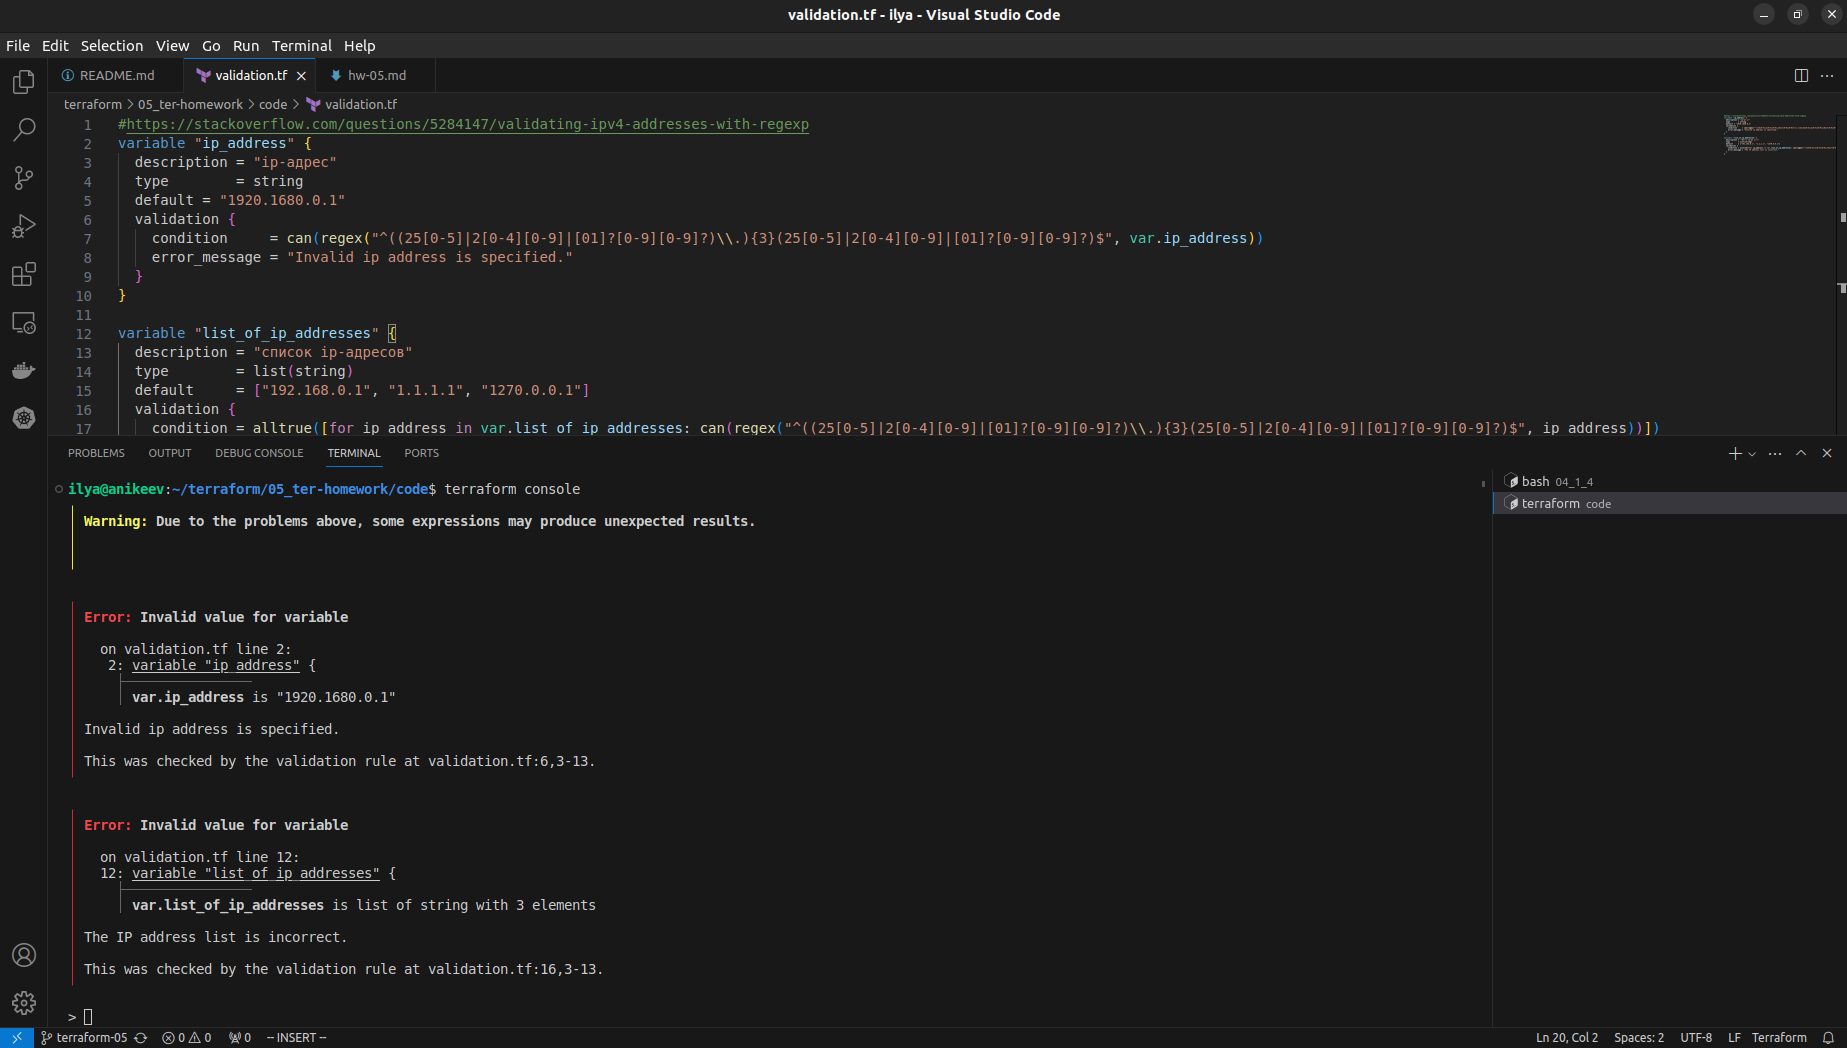 validation.tf - ilya - Visual Studio Code
File Edit Selection View Go Run Terminal Help
README.md validation.tf hw-05.md
terraform > 05_ter-homework > code > validation.tf
1 #https://stackoverflow.com/questions/5284147/validating-ipv4-addresses-with-regexp
2 variable "ip_address" {
3 description = "ip-адрес"
4 type = string
5 default = "1920.1680.0.1"
6 validation {
7 condition = can(regex("^((25[0-5]|2[0-4][0-9]|[01]?[0-9][0-9]?)\\.){3}(25[0-5]|2[0-4][0-9]|[01]?[0-9][0-9]?)$", var.ip_address))
8 error_message = "Invalid ip address is specified."
9 }
10 }
11
12 variable "list_of_ip_addresses" {
13 description = "список ip-адресов"
14 type = list(string)
15 default = ["192.168.0.1", "1.1.1.1", "1270.0.0.1"]
16 validation {
17 condition = alltrue([for ip_address in var.list_of_ip_addresses: can(regex("^((25[0-5]|2[0-4][0-9]|[01]?[0-9][0-9]?)\\.){3}(25[0-5]|2[0-4][0-9]|[01]?[0-9][0-9]?)$", ip_address))])
PROBLEMS OUTPUT DEBUG CONSOLE TERMINAL PORTS
ilya@anikeev:~/terraform/05_ter-homework/code$ terraform console
bash 04_1_4
terraform code
Warning: Due to the problems above, some expressions may produce unexpected results.
Error: Invalid value for variable
on validation.tf line 2:
2: variable "ip_address" {
var.ip_address is "1920.1680.0.1"
Invalid ip address is specified.
This was checked by the validation rule at validation.tf:6,3-13.
Error: Invalid value for variable
on validation.tf line 12:
12: variable "list_of_ip_addresses" {
var.list_of_ip_addresses is list of string with 3 elements
The IP address list is incorrect.
This was checked by the validation rule at validation.tf:16,3-13.
>
terraform-05 0 0 0 -- INSERT -- Ln 20, Col 2 Spaces: 2 UTF-8 LF Terraform